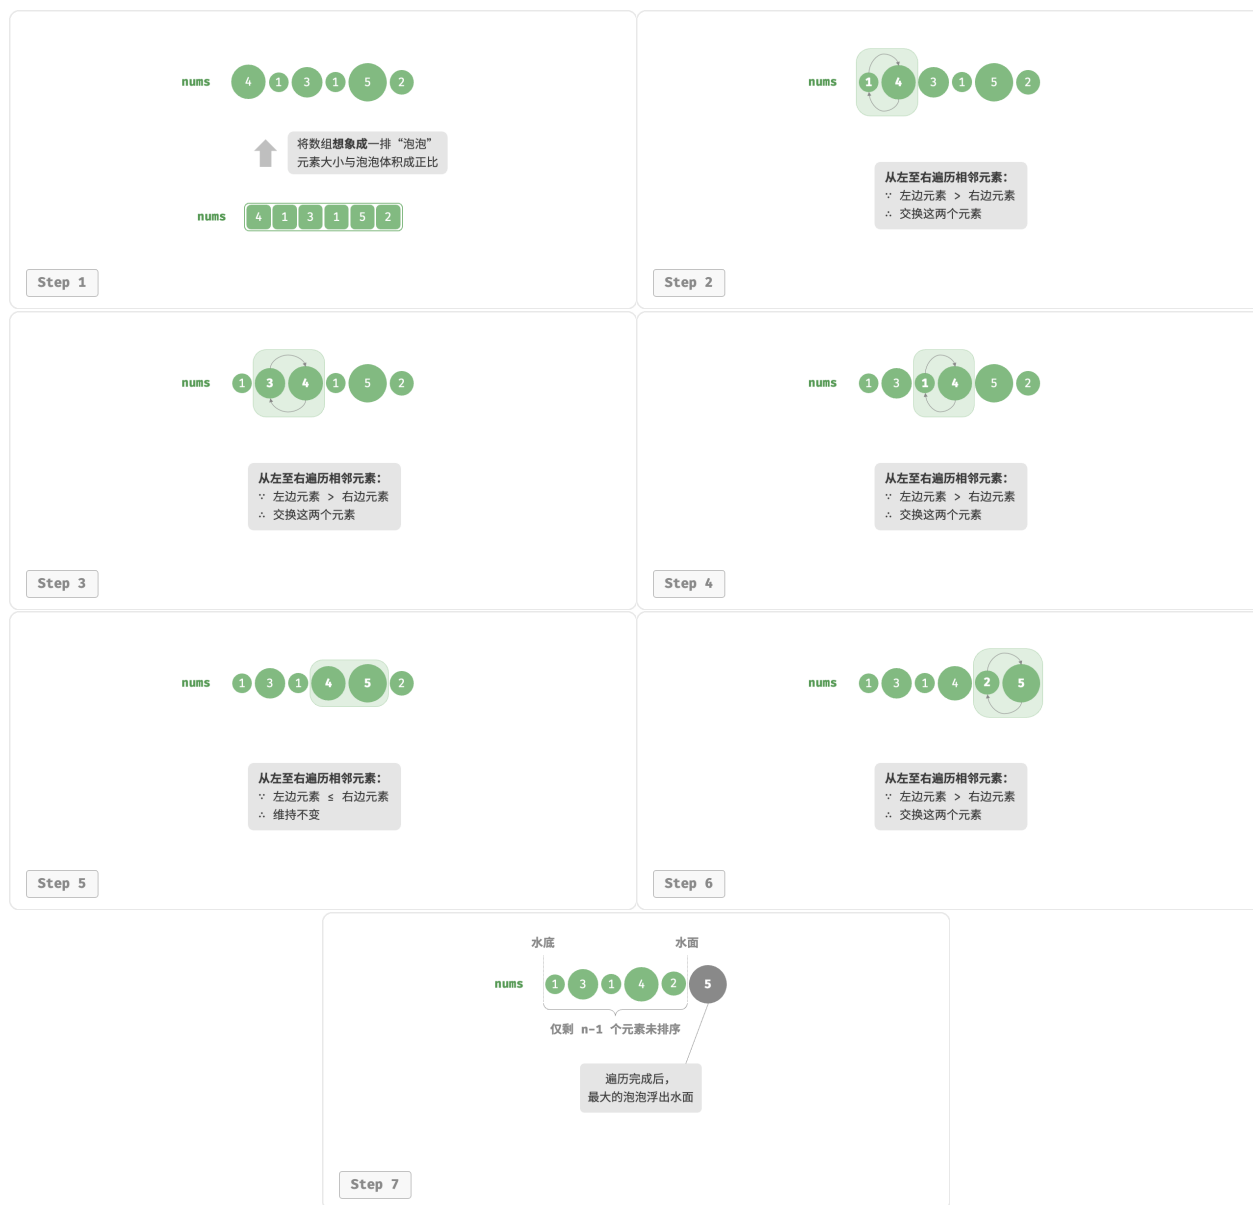 nums 4 1 3 1 5 2
将数组想象成一排“泡泡”
元素大小与泡泡体积成正比
nums 4 1 3 1 5 2
Step 1
nums 1 4 3 1 5 2
从左至右遍历相邻元素：
∵ 左边元素 > 右边元素
∴ 交换这两个元素
Step 2
nums 1 3 4 1 5 2
从左至右遍历相邻元素：
∵ 左边元素 > 右边元素
∴ 交换这两个元素
Step 3
nums 1 3 1 4 5 2
从左至右遍历相邻元素：
∵ 左边元素 > 右边元素
∴ 交换这两个元素
Step 4
nums 1 3 1 4 5 2
从左至右遍历相邻元素：
∵ 左边元素 ≤ 右边元素
∴ 维持不变
Step 5
nums 1 3 1 4 2 5
从左至右遍历相邻元素：
∵ 左边元素 > 右边元素
∴ 交换这两个元素
Step 6
水底 水面
nums 1 3 1 4 2 5
仅剩 n-1 个元素未排序
遍历完成后，
最大的泡泡浮出水面
Step 7